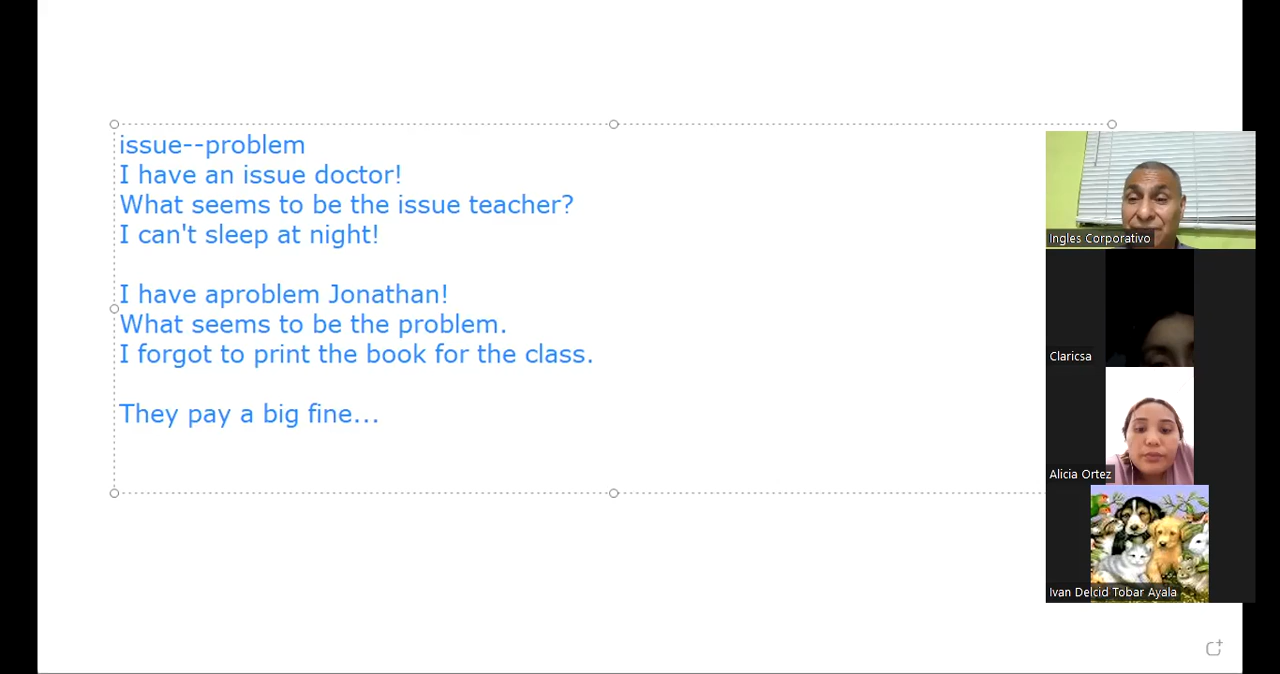 issue--problem
I have an issue doctor!
What seems to be the issue teacher?
I can't sleep at night!
I have aproblem Jonathan!
What seems to be the problem.
I forgot to print the book for the class.
They pay a big fine...
Ingles Corporativo
Claricsa
Alicia Ortez
Ivan Delcid Tobar Ayala